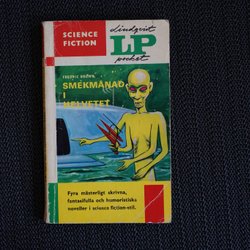 SCIENCE
FICTION
lindqvist
LP
pocket
FREDRIC BROWN
SMEKMÅNAD
I
HELVETET
Fyra mästerligt skrivna,
fantasifulla och humoristiska
noveller i science fiction-stil.